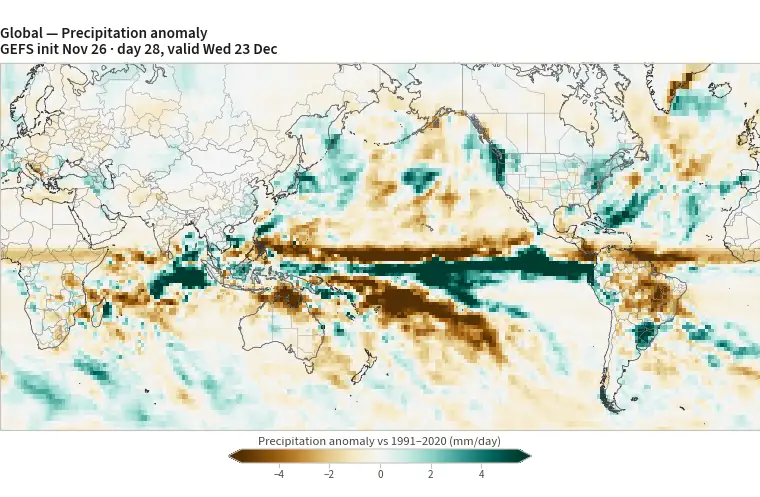 Global — Precipitation anomaly
GEFS init Nov 26 · day 28, valid Wed 23 Dec
Precipitation anomaly vs 1991–2020 (mm/day)
−4 −2 0 2 4